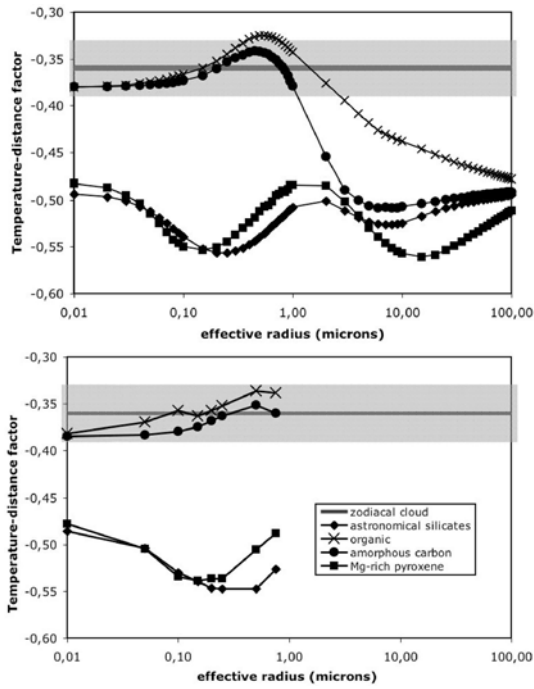 Temperature-distance factor
-0,30
-0,35
-0,40
-0,45
-0,50
-0,55
-0,60
0,01 0,10 1,00 10,00 100,00
effective radius (microns)
Temperature-distance factor
-0,30
-0,35
-0,40
-0,45
-0,50
-0,55
-0,60
zodiacal cloud
astronomical silicates
organic
amorphous carbon
Mg-rich pyroxene
0,01 0,10 1,00 10,00 100,00
effective radius (microns)